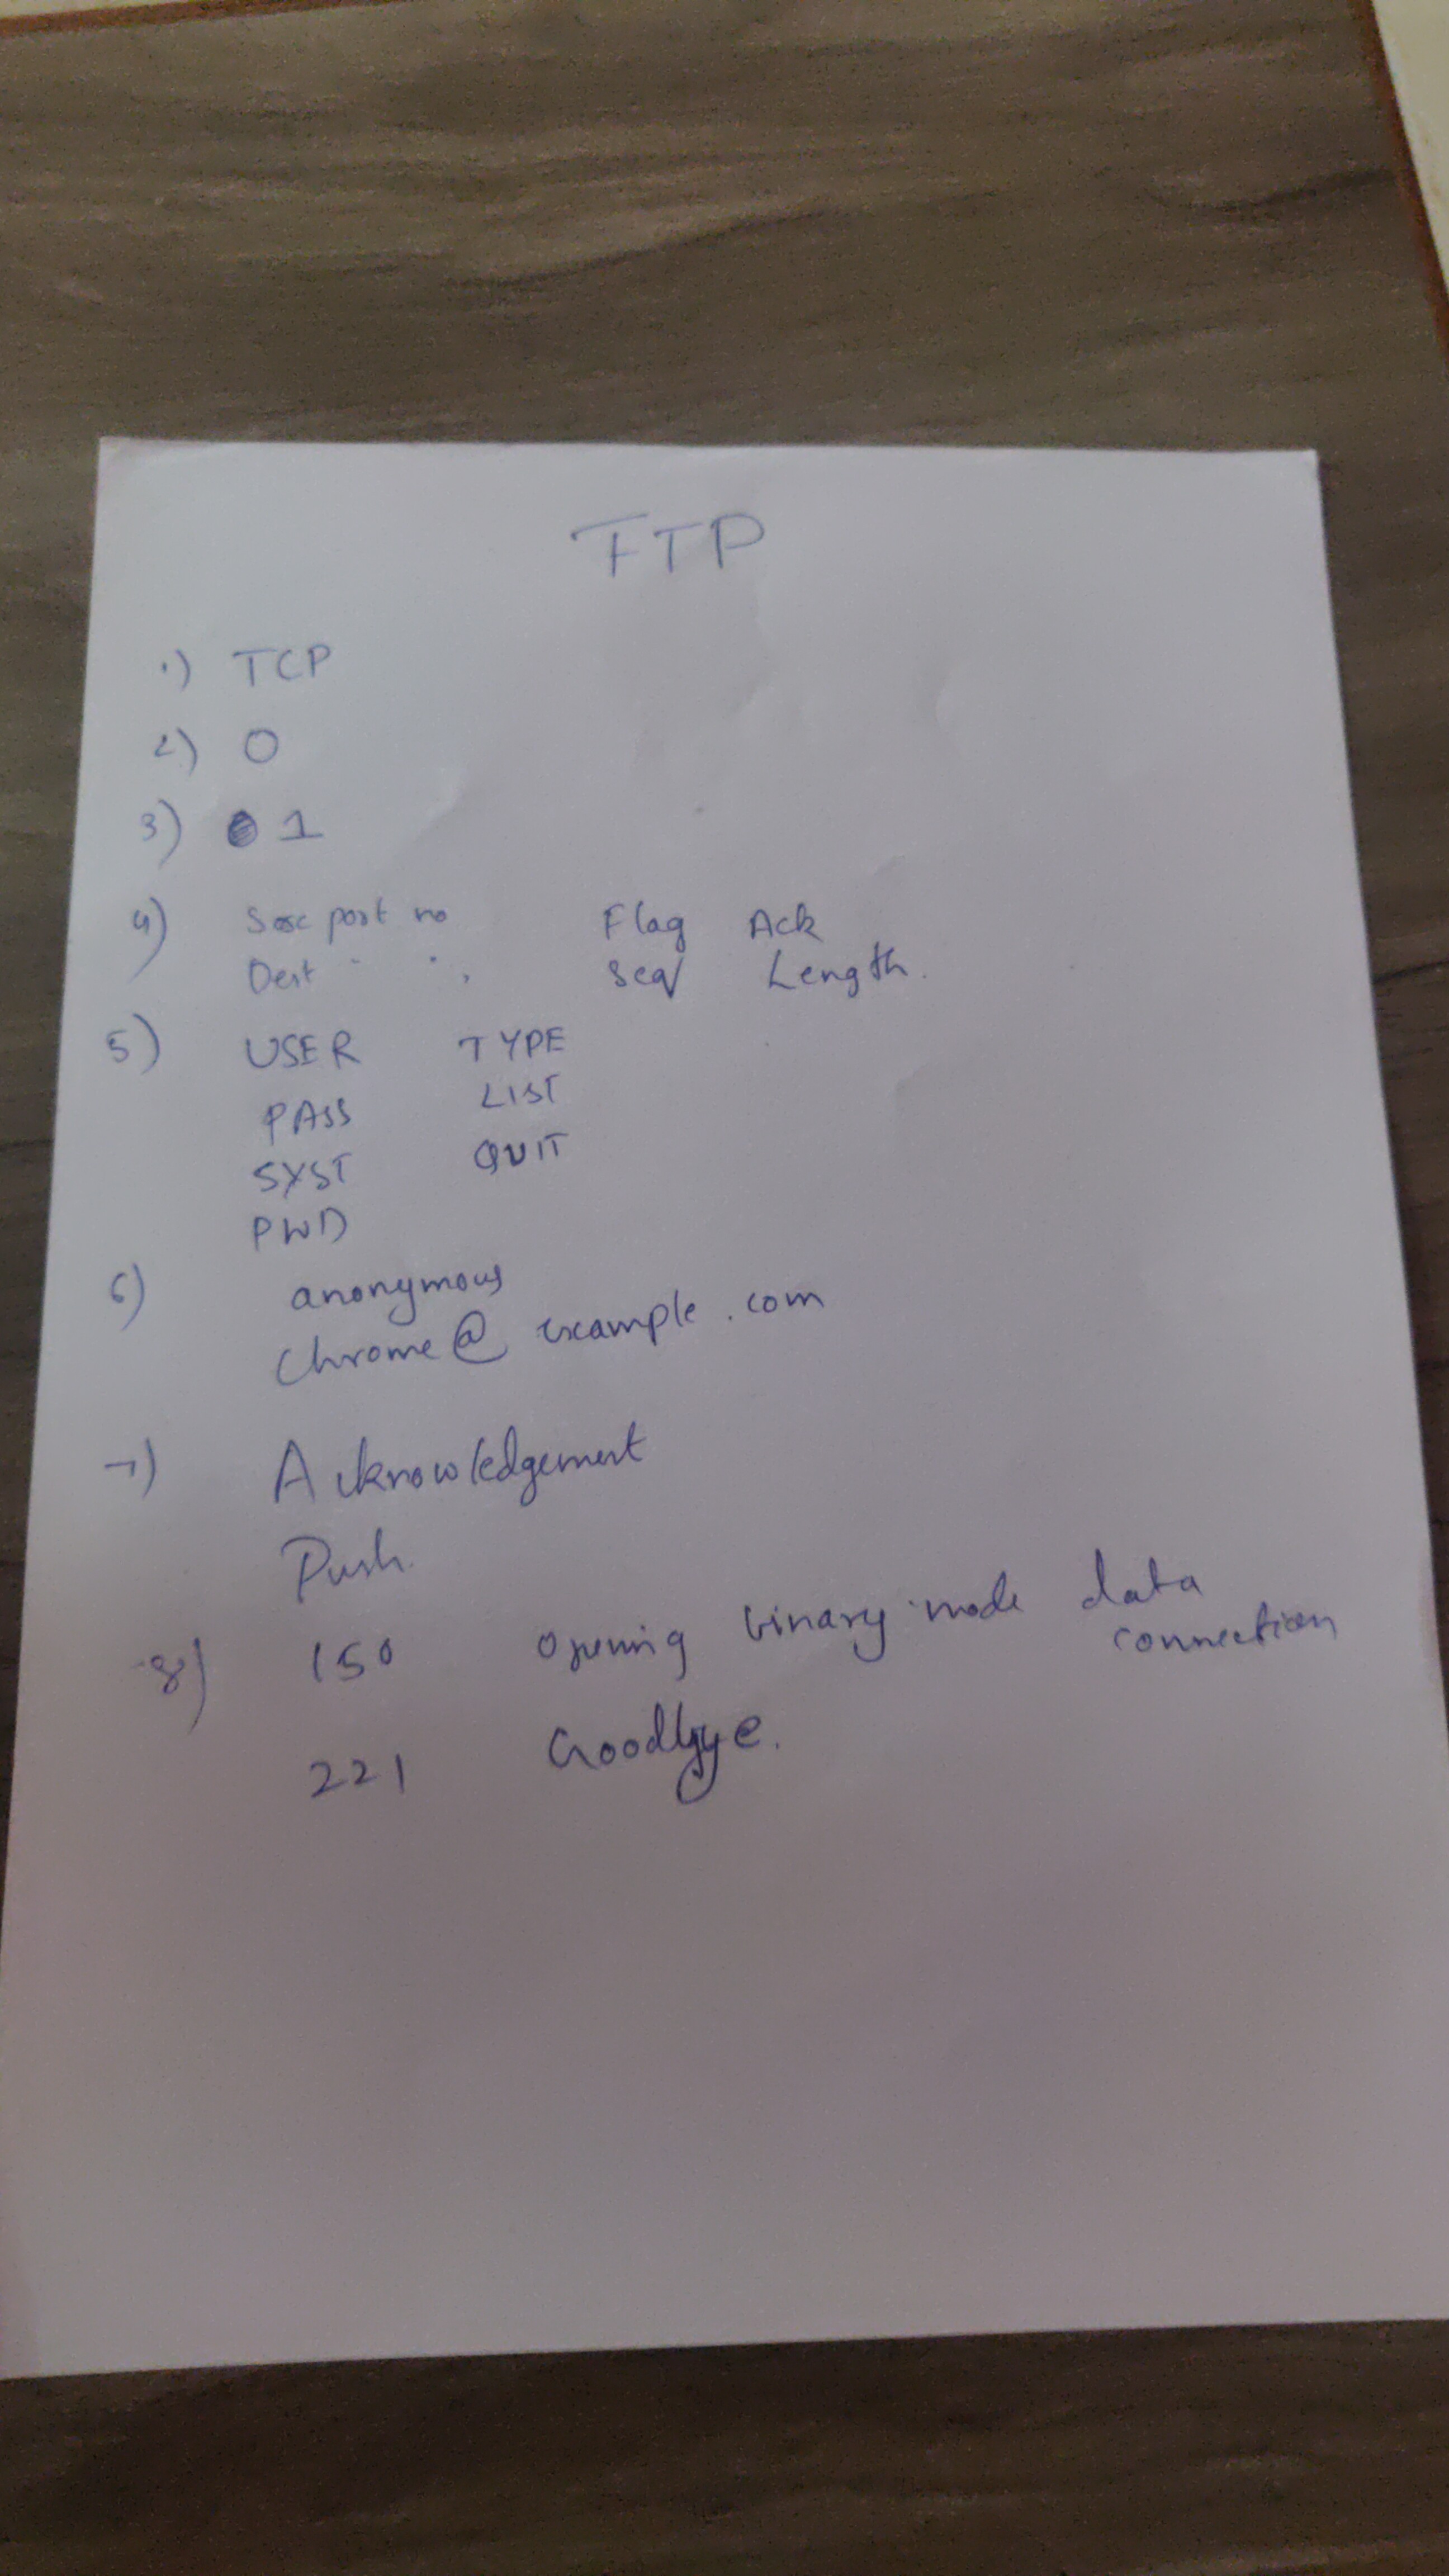 FTP
1) TCP
2) 0
3) 1
4) Sosc post no Flag Ack
Dest " ", Seq Length.
5) USER TYPE
PASS LIST
SYST QUIT
PWD
6) anonymous
chrome@example.com
7) Acknowledgement
Push.
8) 150 Opening binary mode data
connection
221 Goodbye.